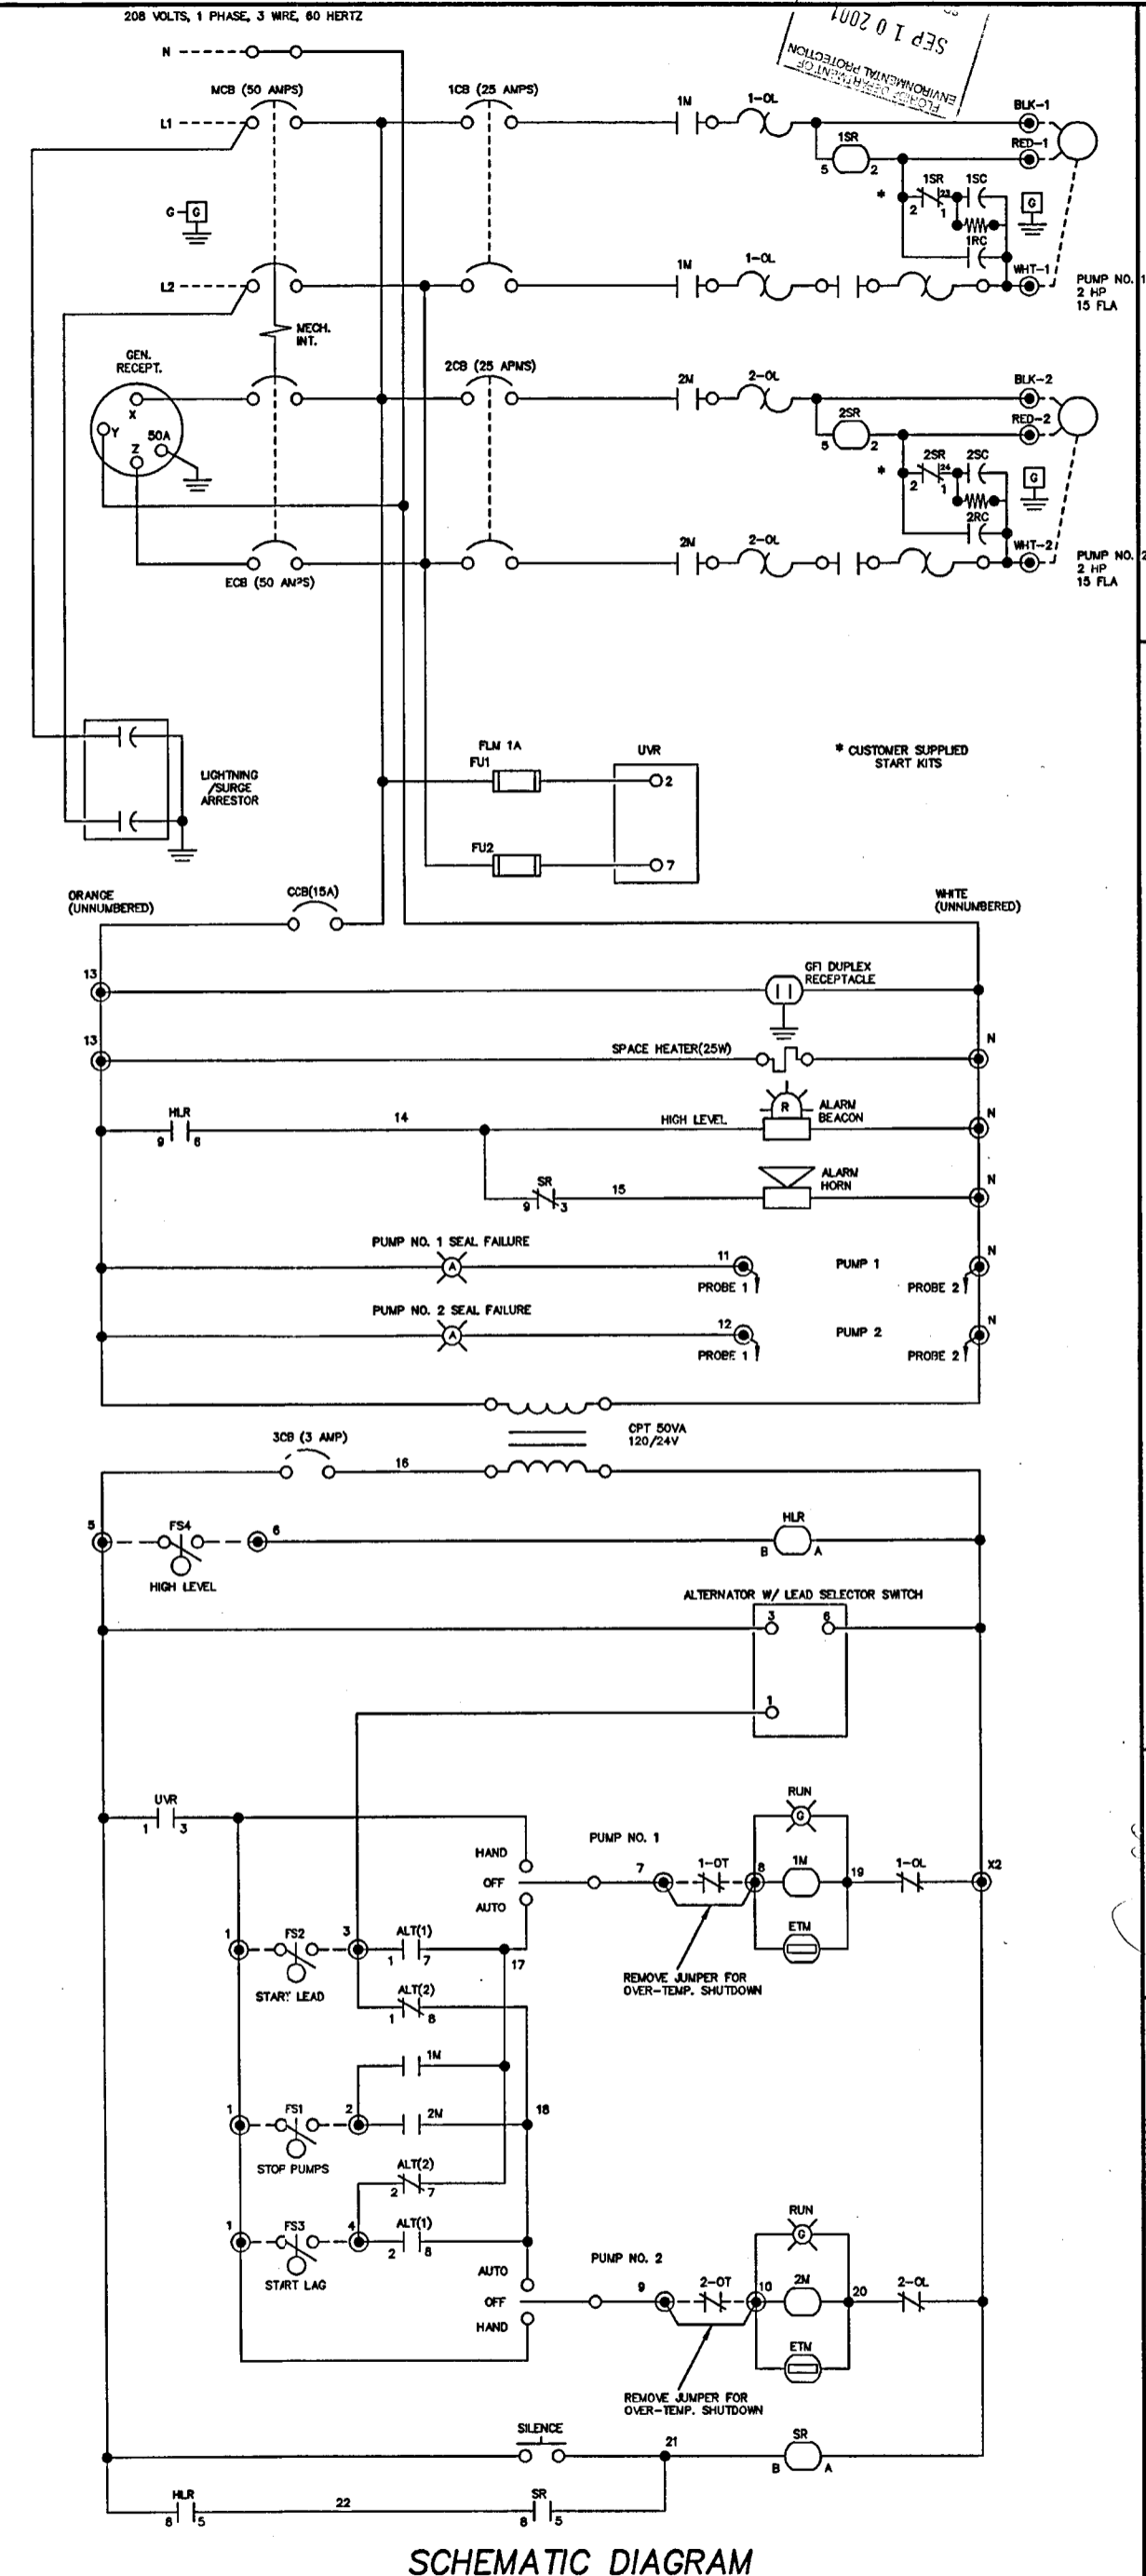 208 VOLTS, 1 PHASE, 3 WIRE, 60 HERTZ
SEP 10 2001
FLORIDA DEPARTMENT OF
ENVIRONMENTAL PROTECTION
N
MCB (50 AMPS)
1CB (25 AMPS)
1M
1-OL
BLK-1
L1
1SR
RED-1
5
2
*
1SR
23
1SC
2
1
G
G
G
1RC
1M
1-OL
WHT-1
L2
PUMP NO. 1
2 HP
15 FLA
MECH.
INT.
GEN.
RECEPT.
2CB (25 APMS)
2M
2-OL
BLK-2
X
2SR
RED-2
Y
50A
5
2
Z
*
2SR
24
2SC
2
1
G
2RC
2M
2-OL
WHT-2
ECB (50 AMPS)
PUMP NO. 2
2 HP
15 FLA
FLM 1A
FU1
UVR
2
* CUSTOMER SUPPLIED
START KITS
LIGHTNING
/SURGE
ARRESTOR
FU2
7
ORANGE
(UNNUMBERED)
CCB(15A)
WHITE
(UNNUMBERED)
13
GFI DUPLEX
RECEPTACLE
13
SPACE HEATER(25W)
N
HLR
9
6
14
HIGH LEVEL
R
ALARM
BEACON
N
SR
9
3
15
ALARM
HORN
N
PUMP NO. 1 SEAL FAILURE
A
11
PROBE 1
PUMP 1
PROBE 2
N
PUMP NO. 2 SEAL FAILURE
A
12
PROBE 1
PUMP 2
PROBE 2
N
CPT 50VA
120/24V
3CB (3 AMP)
16
5
FS4
6
HLR
B
A
HIGH LEVEL
ALTERNATOR W/ LEAD SELECTOR SWITCH
3
6
1
UVR
1
3
RUN
G
PUMP NO. 1
HAND
OFF
AUTO
7
1-OT
8
1M
19
1-OL
X2
ETM
1
FS2
3
ALT(1)
1
7
17
START LEAD
REMOVE JUMPER FOR
OVER-TEMP. SHUTDOWN
ALT(2)
1
8
1M
1
FS1
2
2M
18
STOP PUMPS
ALT(2)
2
7
1
FS3
4
ALT(1)
2
8
START LAG
RUN
G
PUMP NO. 2
AUTO
OFF
HAND
9
2-OT
10
2M
20
2-OL
ETM
REMOVE JUMPER FOR
OVER-TEMP. SHUTDOWN
SILENCE
21
SR
B
A
HLR
8
5
22
SR
8
5
SCHEMATIC DIAGRAM